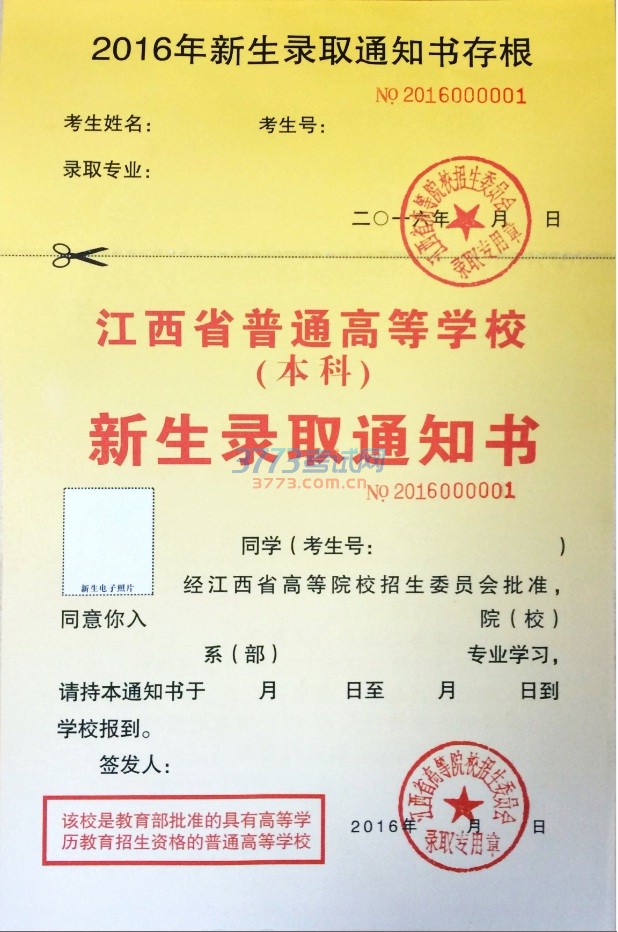 2016年新生录取通知书存根
NO 2016000001
考生姓名： 考生号：
录取专业：
江西省高等院校招生委员会
录取专用章
二〇一六年 月 日
江西省普通高等学校
（本科）
新生录取通知书
3773考试网
3773.com.cn
NO 2016000001
新生电子照片
同学（考生号： ）
经江西省高等院校招生委员会批准，
同意你入 院（校）
系（部） 专业学习，
请持本通知书于 月 日至 月 日到
学校报到。
签发人：
江西省高等院校招生委员会
录取专用章
2016年 月 日
该校是教育部批准的具有高等学
历教育招生资格的普通高等学校